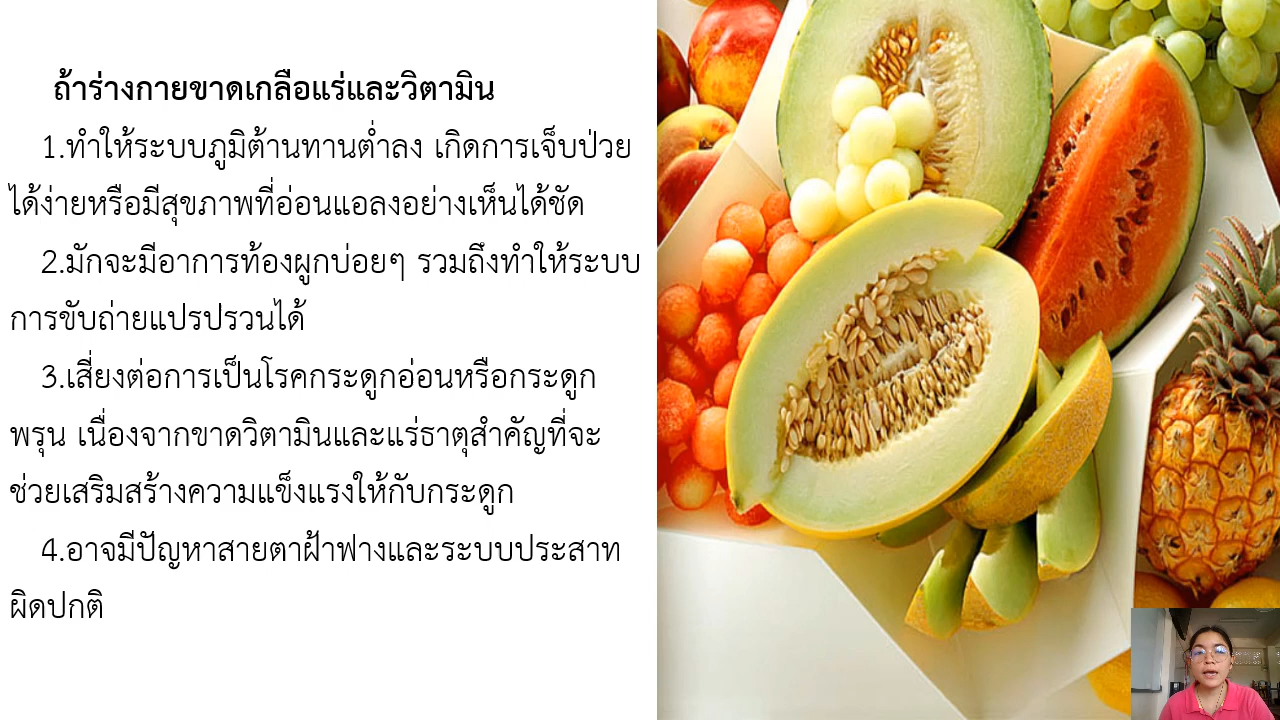 ถ้าร่างกายขาดเกลือแร่และวิตามิน
1.ทำให้ระบบภูมิต้านทานต่ำลง เกิดการเจ็บป่วย
ได้ง่ายหรือมีสุขภาพที่อ่อนแอลงอย่างเห็นได้ชัด
2.มักจะมีอาการท้องผูกบ่อยๆ รวมถึงทำให้ระบบ
การขับถ่ายแปรปรวนได้
3.เสี่ยงต่อการเป็นโรคกระดูกอ่อนหรือกระดูก
พรุน เนื่องจากขาดวิตามินและแร่ธาตุสำคัญที่จะ
ช่วยเสริมสร้างความแข็งแรงให้กับกระดูก
4.อาจมีปัญหาสายตาฝ้าฟางและระบบประสาท
ผิดปกติ